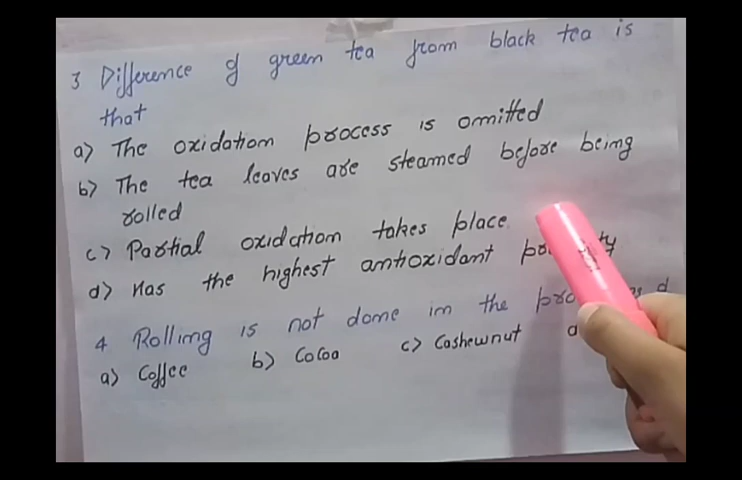 3 Difference of green tea from black tea is
that
a) The oxidation process is omitted
b) The tea leaves are steamed before being
rolled
c) Partial oxidation takes place
d) Has the highest antioxidant
4 Rolling is not done in the
a) Coffee b) Cocoa c) Cashewnut